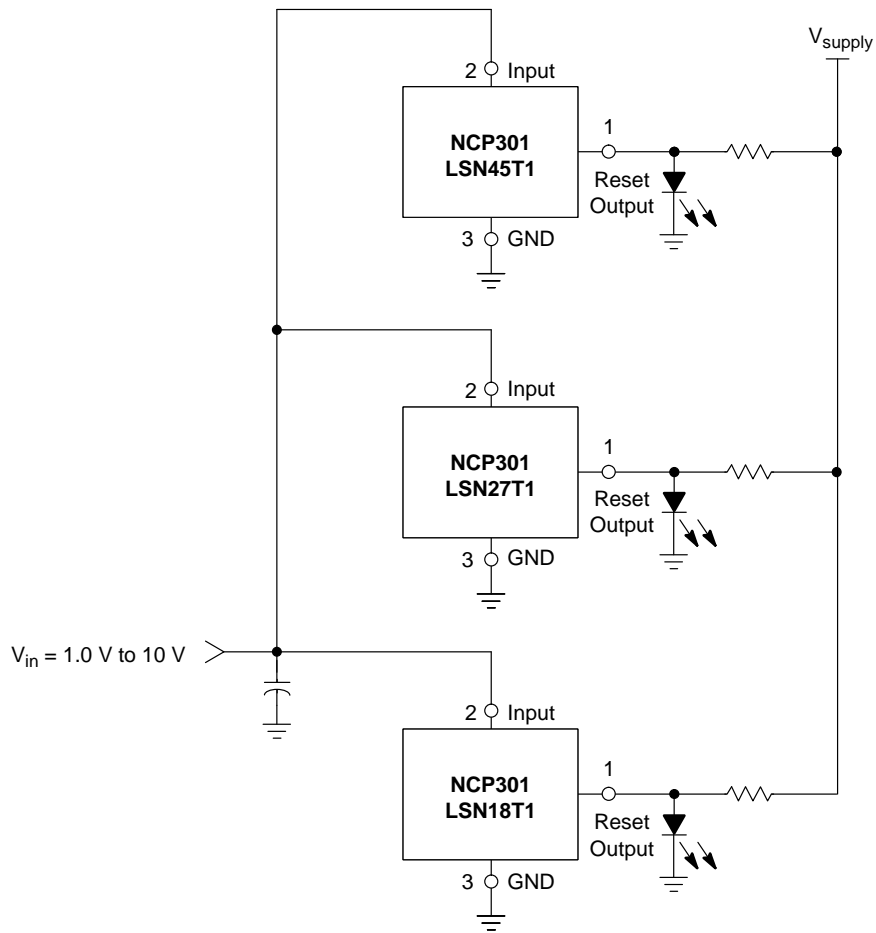 V_supply
2 Input
NCP301
LSN45T1
1
Reset
Output
3 GND
2 Input
NCP301
LSN27T1
1
Reset
Output
3 GND
V_in = 1.0 V to 10 V
2 Input
NCP301
LSN18T1
1
Reset
Output
3 GND